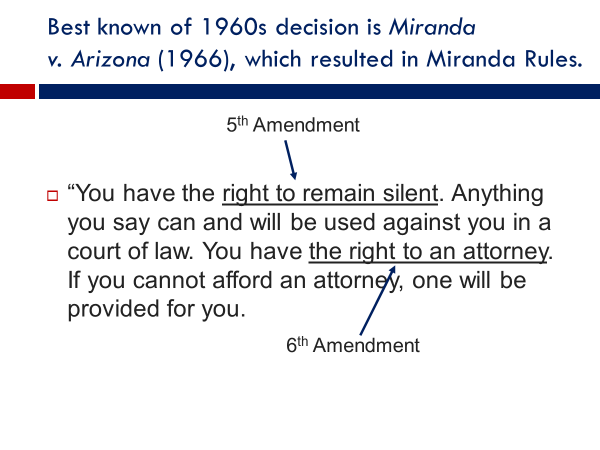 Best known of 1960s decision is Miranda
v. Arizona (1966), which resulted in Miranda Rules.
5th Amendment
“You have the right to remain silent. Anything
you say can and will be used against you in a
court of law. You have the right to an attorney.
If you cannot afford an attorney, one will be
provided for you.
6th Amendment